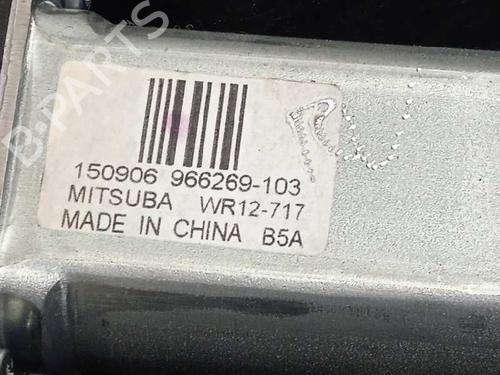 B-PARTS
150906 966269-103
MITSUBA WR12-717
MADE IN CHINA B5A